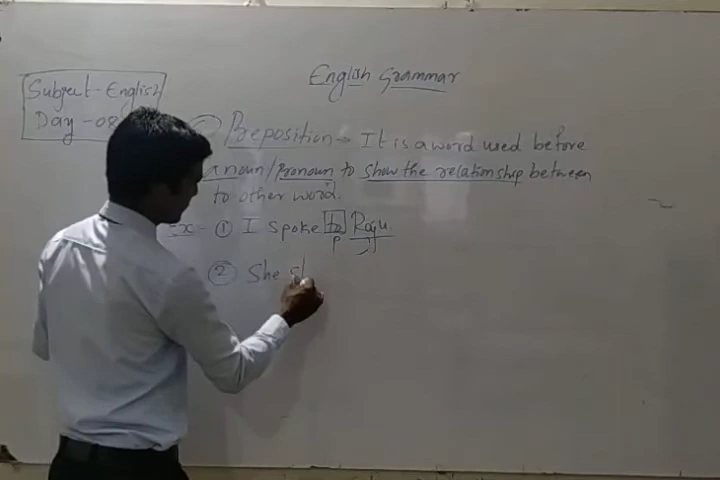 English Grammar
Subject - English
Day - 08
Preposition → It is a word used before
a noun/Pronoun to show the relationship between
to other word.
Ex - ① I spoke to Raju
P
② She s